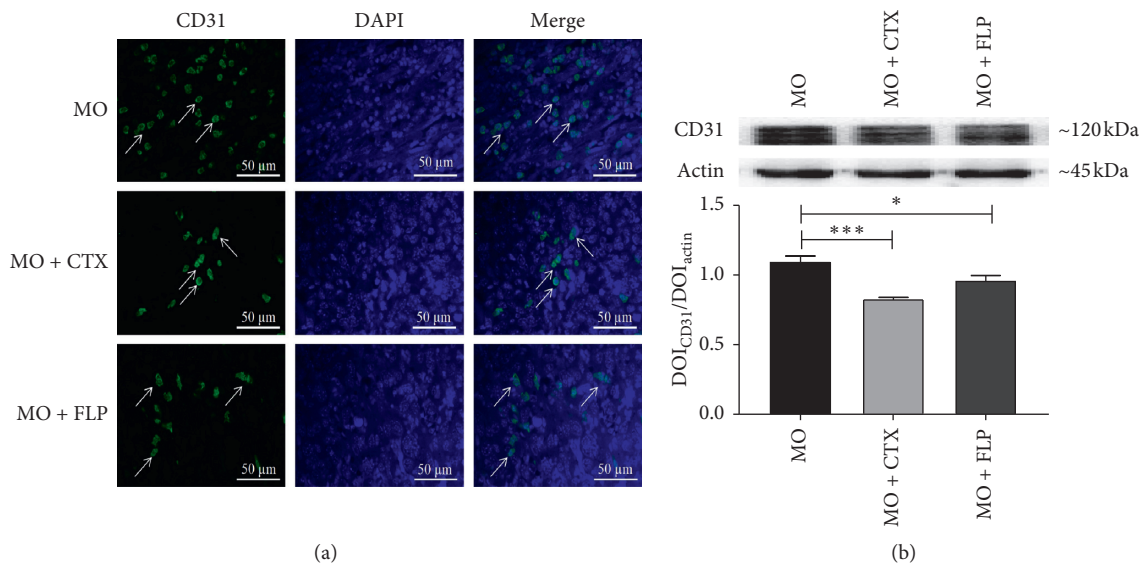 CD31 DAPI Merge
MO
50 µm 50 µm 50 µm
MO + CTX
50 µm 50 µm 50 µm
MO + FLP
50 µm 50 µm 50 µm
(a)
MO
MO + CTX
MO + FLP
CD31 ~120 kDa
Actin ~45 kDa
1.5
1.0
0.5
0.0
DOI_CD31/DOI_actin
*
***
MO
MO + CTX
MO + FLP
(b)